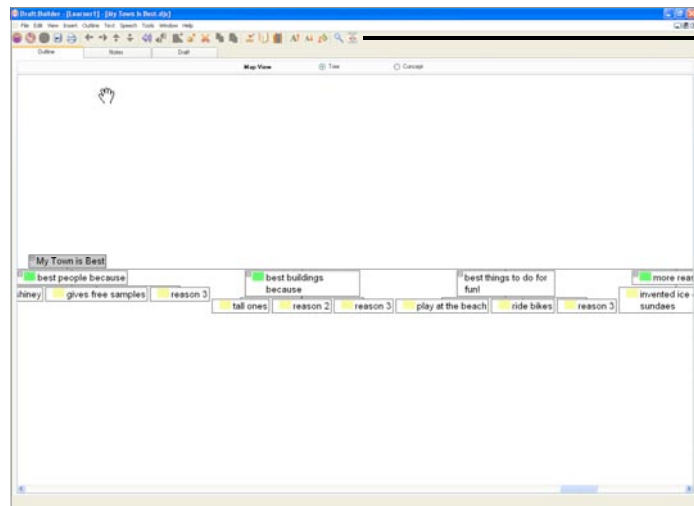 Draft Builder - [Learner1] - [My Town is Best.djs]
File Edit View Insert Outline Text Speech Tools Window Help
Outline Notes Draft
Map View Tree Concept
My Town is Best
best people because
best buildings
because
best things to do for
fun!
more reas
shiney gives free samples reason 3
tall ones reason 2 reason 3
play at the beach ride bikes reason 3
invented ice
sundaes